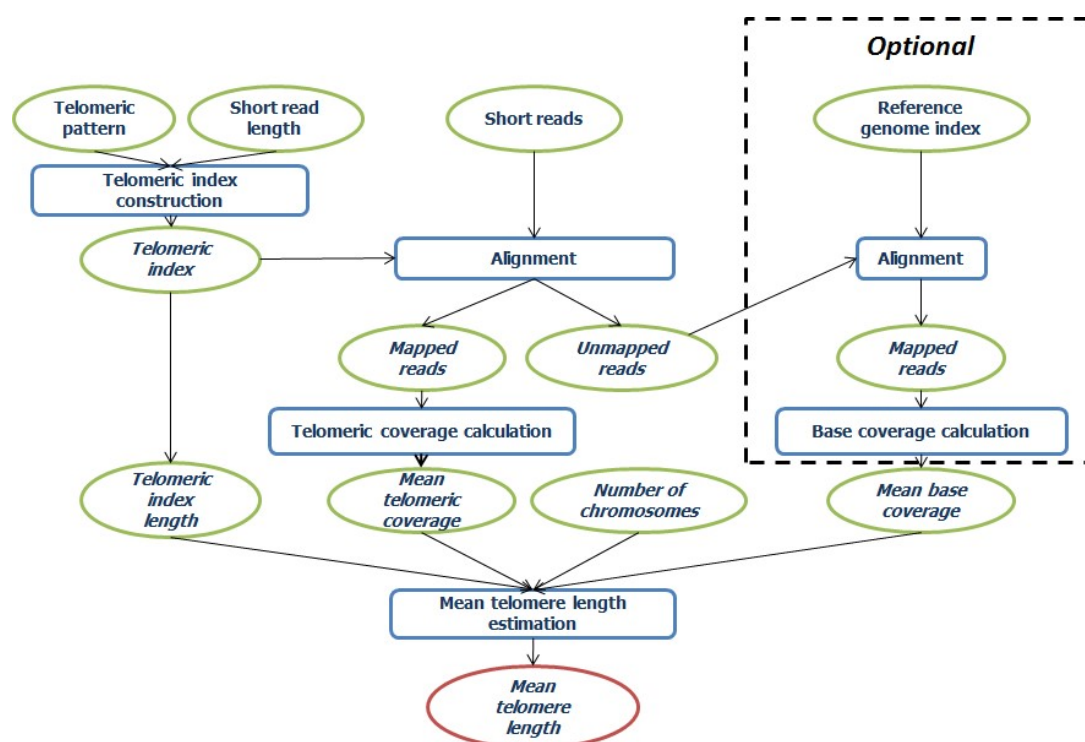 Optional
Telomeric
pattern
Short read
length
Short reads
Reference
genome index
Telomeric index
construction
Telomeric
index
Alignment
Alignment
Mapped
reads
Unmapped
reads
Mapped
reads
Telomeric coverage calculation
Base coverage calculation
Telomeric
index
length
Mean
telomeric
coverage
Number of
chromosomes
Mean base
coverage
Mean telomere length
estimation
Mean
telomere
length